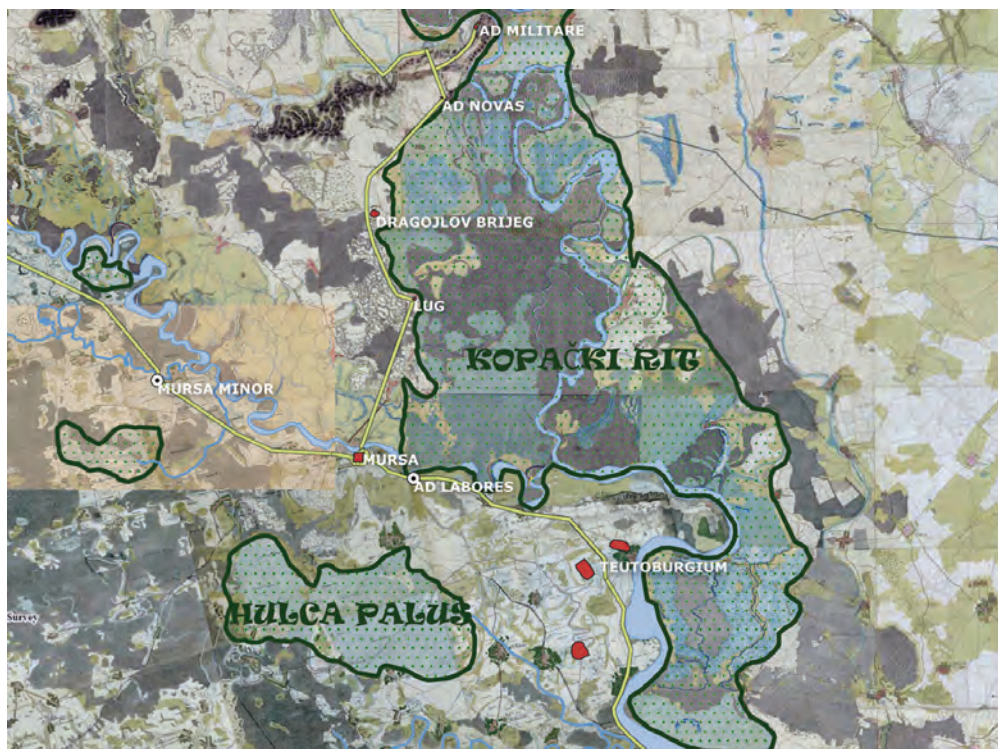 AD MILITARE
AD NOVAS
DRAGOJLOV BRIJEG
LUG
KOPAČKI RIT
MURSA MINOR
MURSA
AD LABORES
TEUTOBURGIUM
HULCA PALUS
Survey